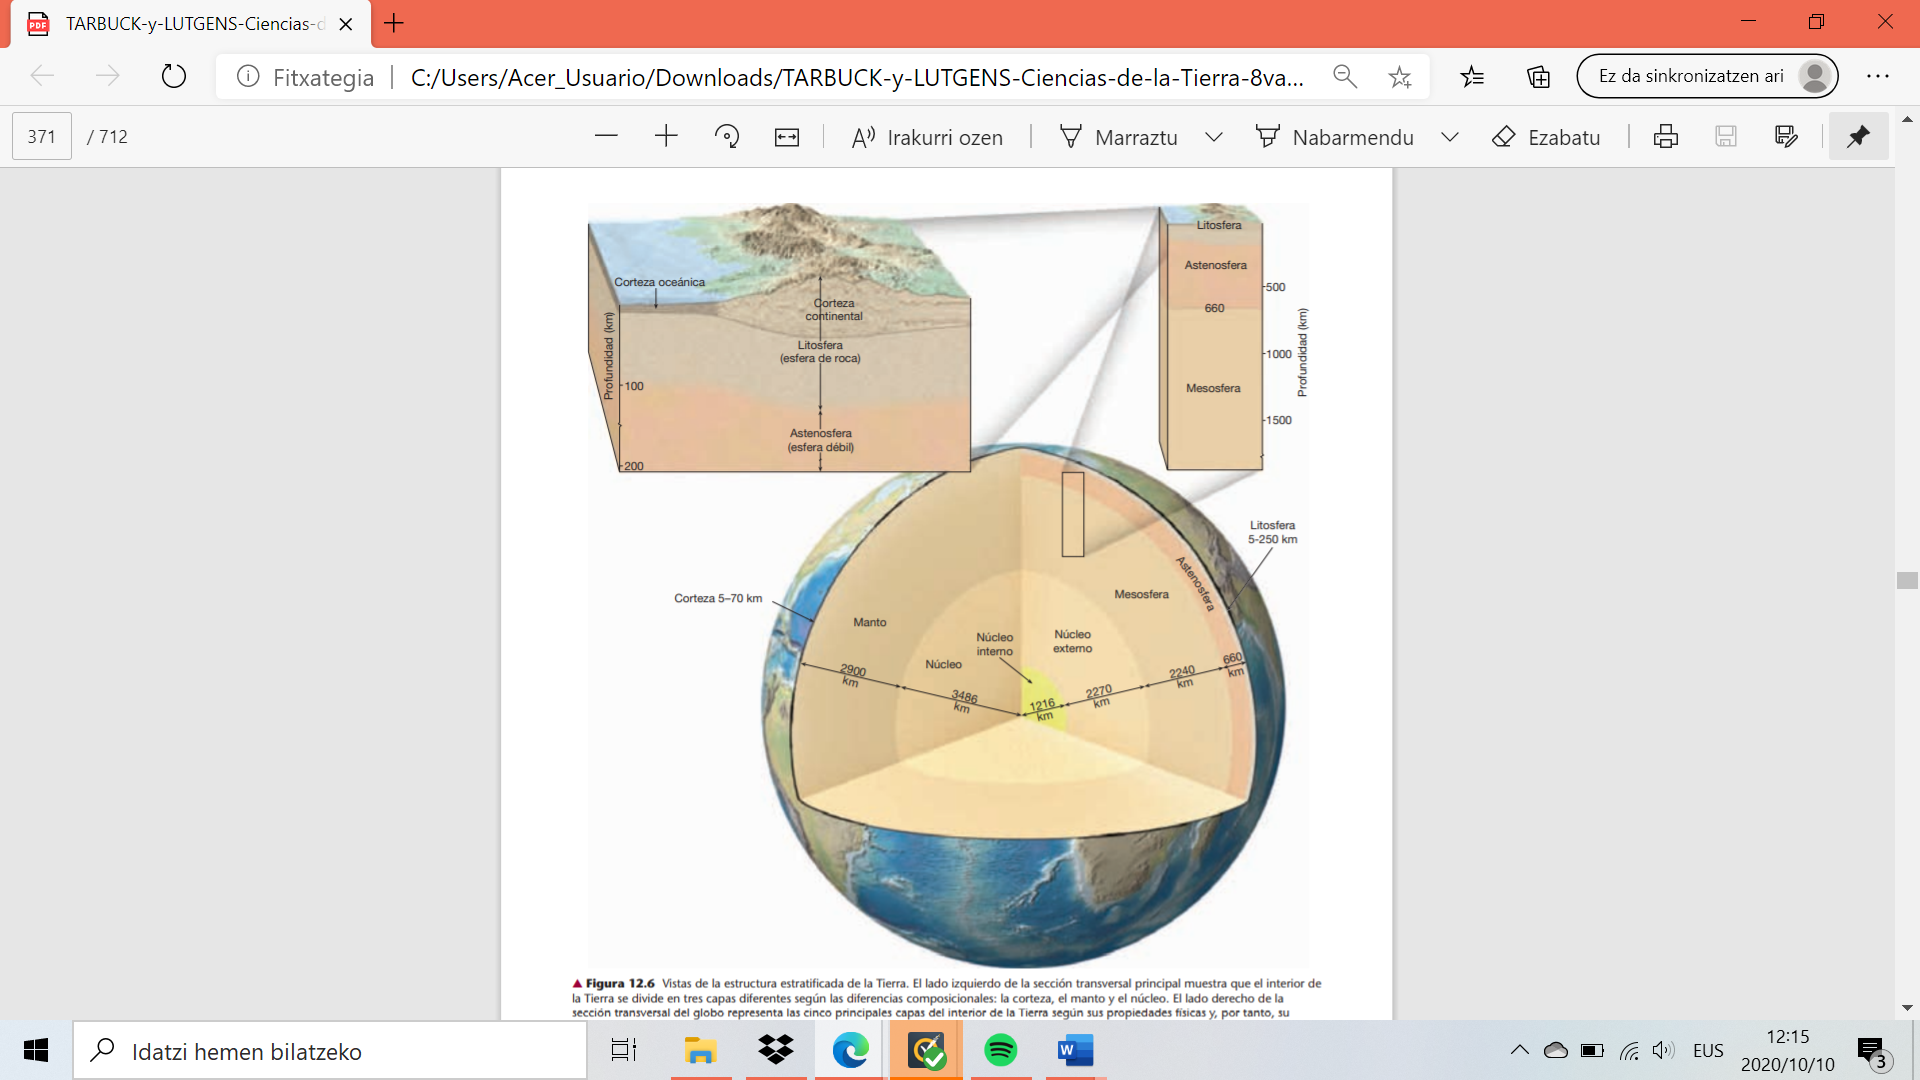 TARBUCK-y-LUTGENS-Ciencias-d
Fitxategia
C:/Users/Acer_Usuario/Downloads/TARBUCK-y-LUTGENS-Ciencias-de-la-Tierra-8va...
Ez da sinkronizatzen ari
371 / 712
Irakurri ozen
Marraztu
Nabarmendu
Ezabatu
Corteza oceánica
Corteza
continental
Litosfera
(esfera de roca)
Astenosfera
(esfera débil)
Profundidad (km)
100
200
Litosfera
Astenosfera
660
Mesosfera
500
1000
1500
Profundidad (km)
Litosfera
5-250 km
Corteza 5–70 km
Manto
Núcleo
Núcleo
interno
Núcleo
externo
Mesosfera
Astenosfera
2900
km
3486
km
1216
km
2270
km
2240
km
660
km
▲ Figura 12.6 Vistas de la estructura estratificada de la Tierra. El lado izquierdo de la sección transversal principal muestra que el interior de
la Tierra se divide en tres capas diferentes según las diferencias composicionales: la corteza, el manto y el núcleo. El lado derecho de la
sección transversal del globo representa las cinco principales capas del interior de la Tierra según sus propiedades físicas y, por tanto, su
Idatzi hemen bilatzeko
EUS
12:15
2020/10/10
3